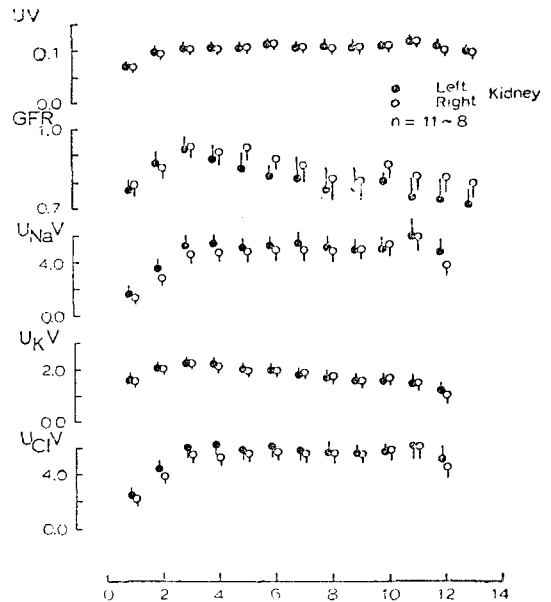 UV
0.1
0.0
Left
Right Kidney
n = 11 ~ 8
GFR
1.0
0.7
UNaV
4.0
0.0
UKV
2.0
0.0
UClV
4.0
0.0
0 2 4 6 8 10 12 14